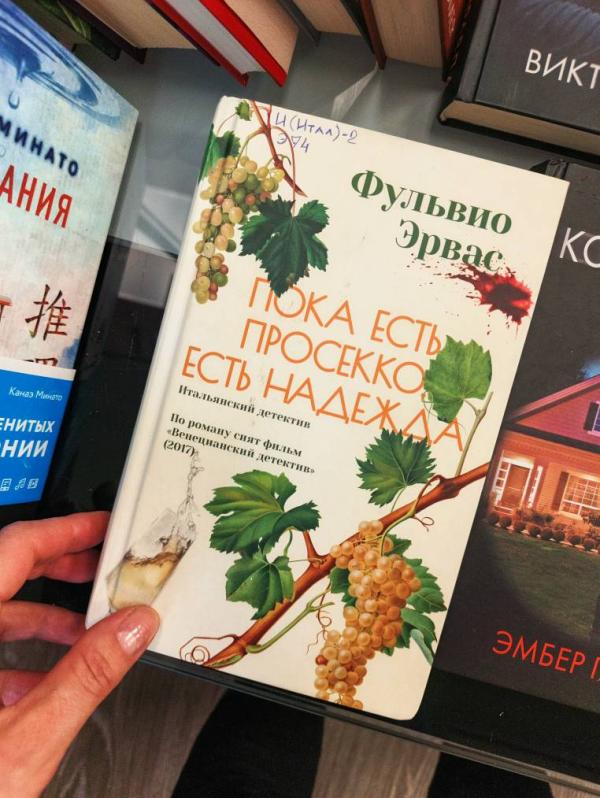 И(Итал)-2
Э74
Фульвио
Эрвас
ПОКА ЕСТЬ
ПРОСЕККО,
ЕСТЬ НАДЕЖДА
Итальянский детектив
По роману снят фильм
«Венецианский детектив»
(2017)
МИНАТО
АНИЯ
推
Канаэ Минато
ЕНИТЫХ
ОНИИ
ВИКТ
КО
ЭМБЕР Г